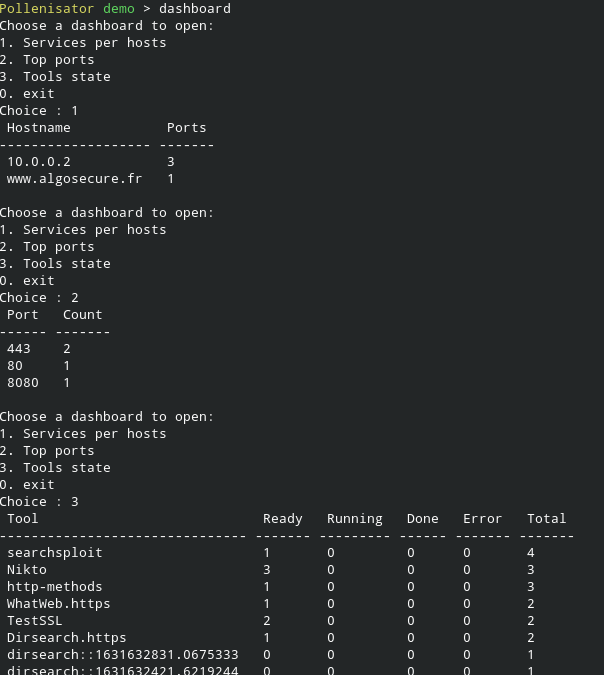 Pollenisator demo > dashboard
Choose a dashboard to open:
1. Services per hosts
2. Top ports
3. Tools state
0. exit
Choice : 1
Hostname Ports
------------------- -------
10.0.0.2 3
www.algosecure.fr 1
Choose a dashboard to open:
1. Services per hosts
2. Top ports
3. Tools state
0. exit
Choice : 2
Port Count
------ -------
443 2
80 1
8080 1
Choose a dashboard to open:
1. Services per hosts
2. Top ports
3. Tools state
0. exit
Choice : 3
Tool Ready Running Done Error Total
------------------------------- ------- --------- ------ ------- -------
searchsploit 1 0 0 0 4
Nikto 3 0 0 0 3
http-methods 1 0 0 0 3
WhatWeb.https 1 0 0 0 2
TestSSL 2 0 0 0 2
Dirsearch.https 1 0 0 0 2
dirsearch::1631632831.0675333 0 0 0 0 1
dirsearch::1631632421.6219244 0 0 0 0 1